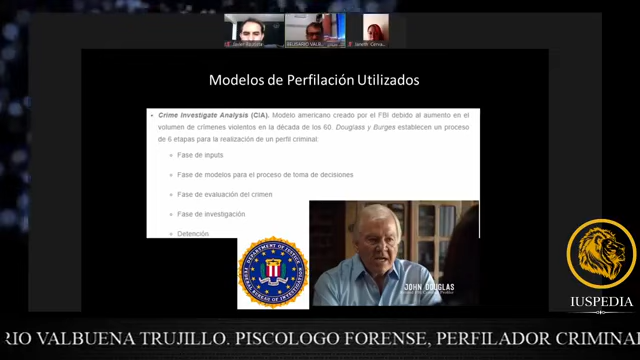 Modelos de Perfilación Utilizados
• Crime Investigate Analysis (CIA). Modelo americano creado por el FBI debido al aumento en el
volumen de crímenes violentos en la década de los 60. Douglass y Burges establecen un proceso
de 6 etapas para la realización de un perfil criminal:
Fase de inputs
Fase de modelos para el proceso de toma de decisiones
Fase de evaluación del crimen
Fase de investigación
Detención
DEPARTMENT OF JUSTICE
FEDERAL BUREAU OF INVESTIGATION
JOHN DOUGLAS
IUSPEDIA
RIO VALBUENA TRUJILLO. PISCOLOGO FORENSE, PERFILADOR CRIMINA